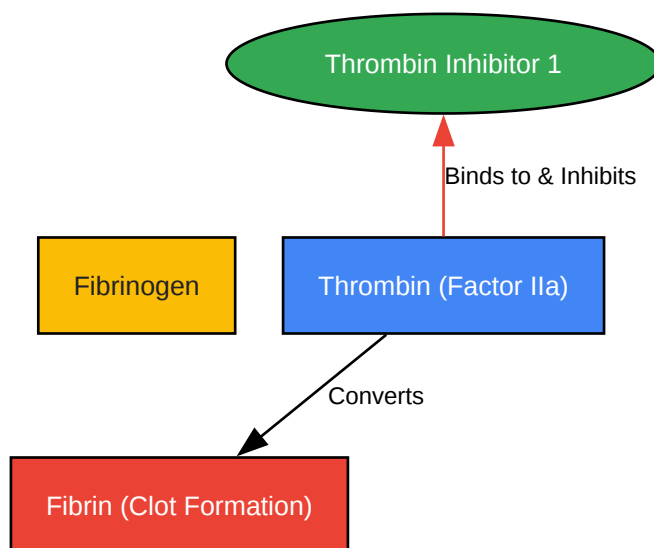 Thrombin Inhibitor 1
Binds to & Inhibits
Fibrinogen
Thrombin (Factor IIa)
Converts
Fibrin (Clot Formation)